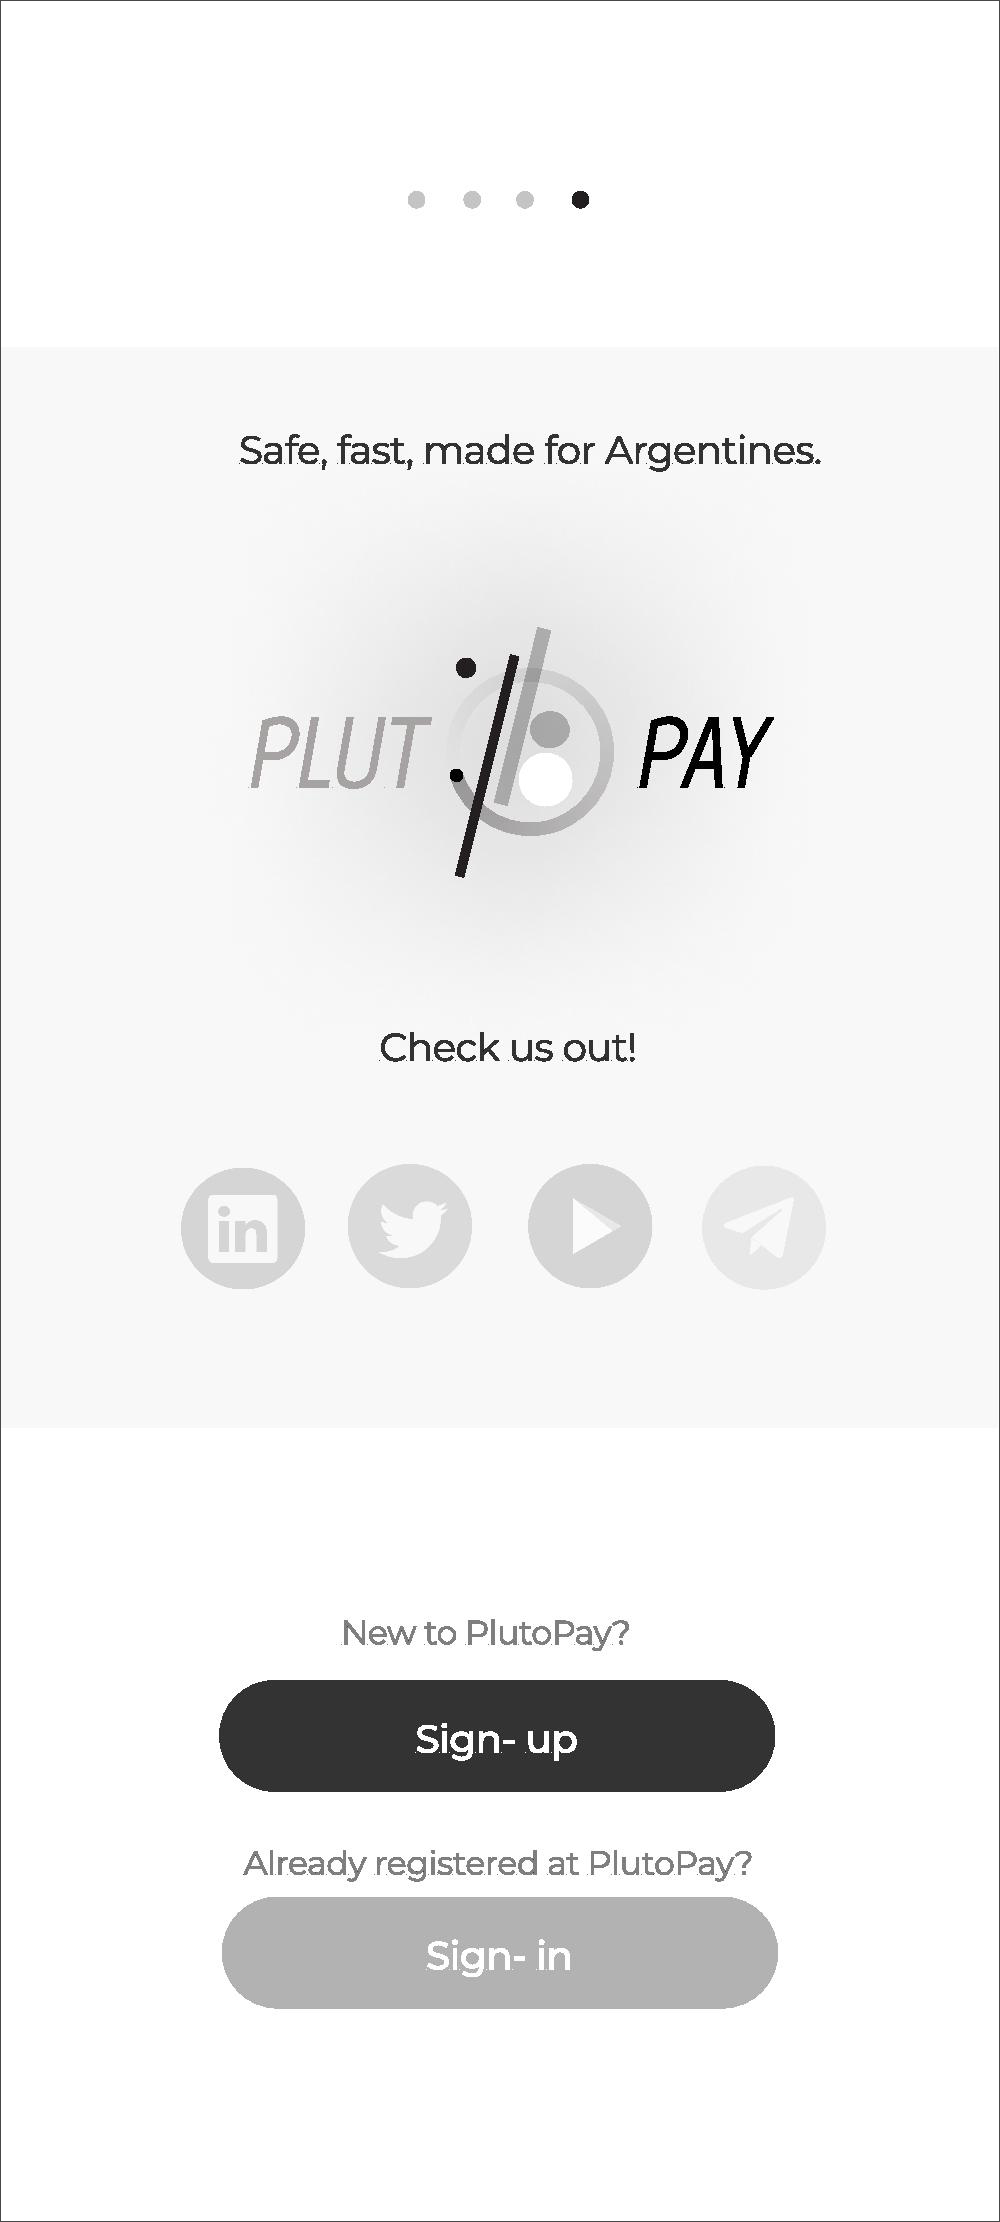 Safe, fast, made for Argentines.
PLUT PAY
Check us out!
in
New to PlutoPay?
Sign- up
Already registered at PlutoPay?
Sign- in